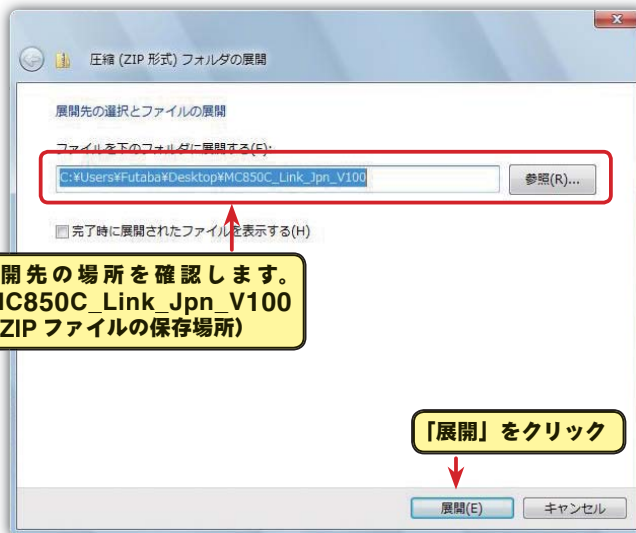 圧縮 (ZIP 形式) フォルダの展開
展開先の選択とファイルの展開
ファイルを下のフォルダに展開する(F):
C:¥Users¥Futaba¥Desktop¥MC850C_Link_Jpn_V100
参照(R)...
完了時に展開されたファイルを表示する(H)
開先の場所を確認します。
MC850C_Link_Jpn_V100
ZIP ファイルの保存場所)
「展開」をクリック
展開(E)
キャンセル